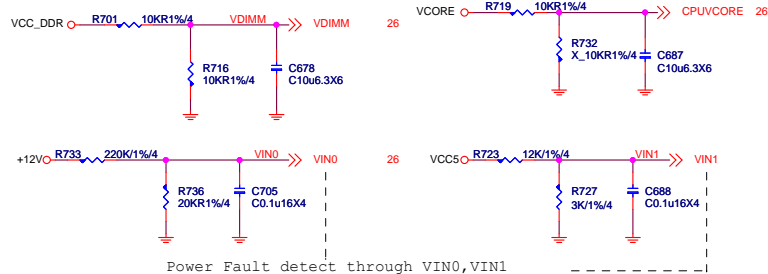 VCC_DDR R701 10KR1%/4 VDIMM VDIMM 26
R716
10KR1%/4
C678
C10u6.3X6
VCORE R719 10KR1%/4 CPUVCORE 26
R732
X_10KR1%/4
C687
C10u6.3X6
+12V R733 220K/1%/4 VIN0 VIN0 26
R736
20KR1%/4
C705
C0.1u16X4
VCC5 R723 12K/1%/4 VIN1 VIN1
R727
3K/1%/4
C688
C0.1u16X4
Power Fault detect through VIN0,VIN1